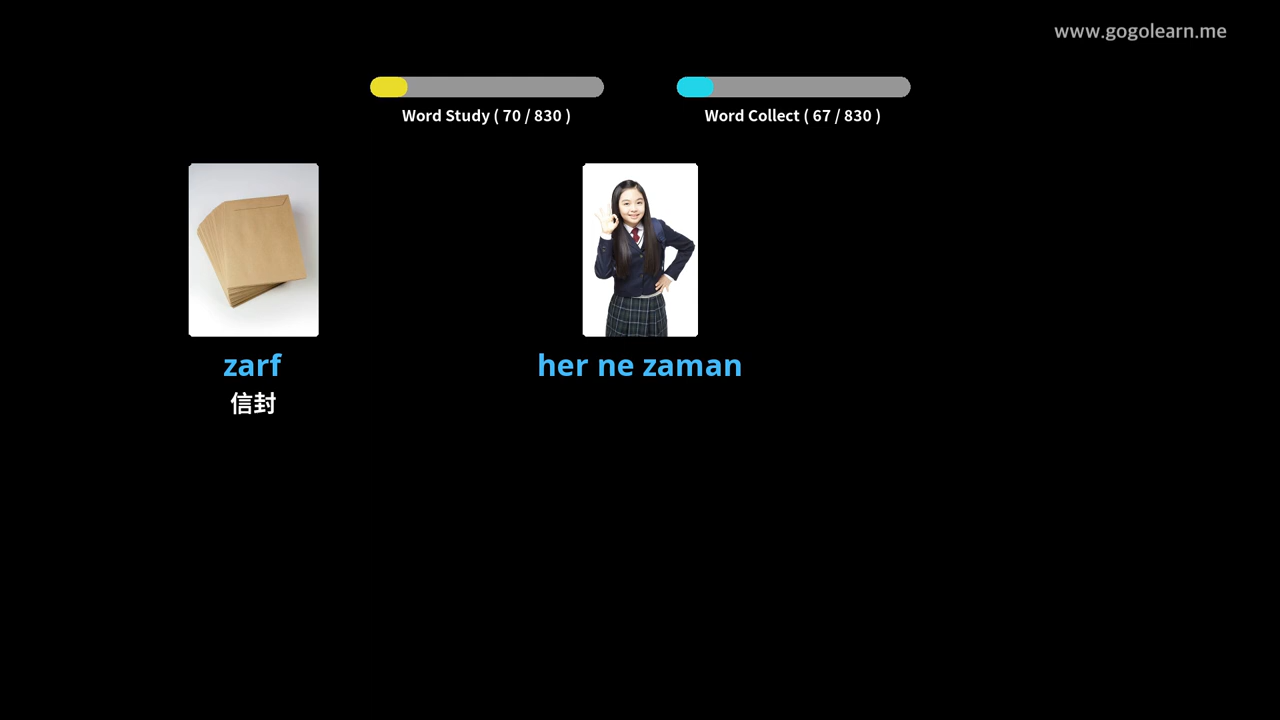 www.gogolearn.me
Word Study ( 70 / 830 )
Word Collect ( 67 / 830 )
zarf
信封
her ne zaman